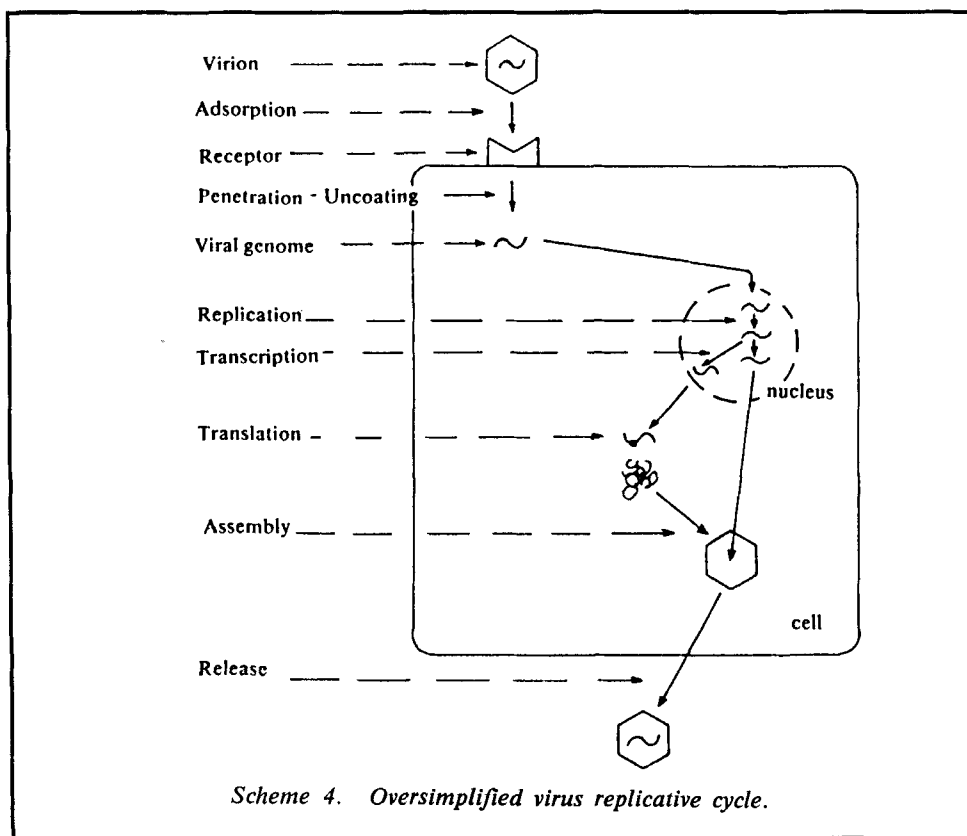 Virion
Adsorption
Receptor
Penetration - Uncoating
Viral genome
Replication
Transcription
nucleus
Translation
Assembly
cell
Release
Scheme 4. Oversimplified virus replicative cycle.